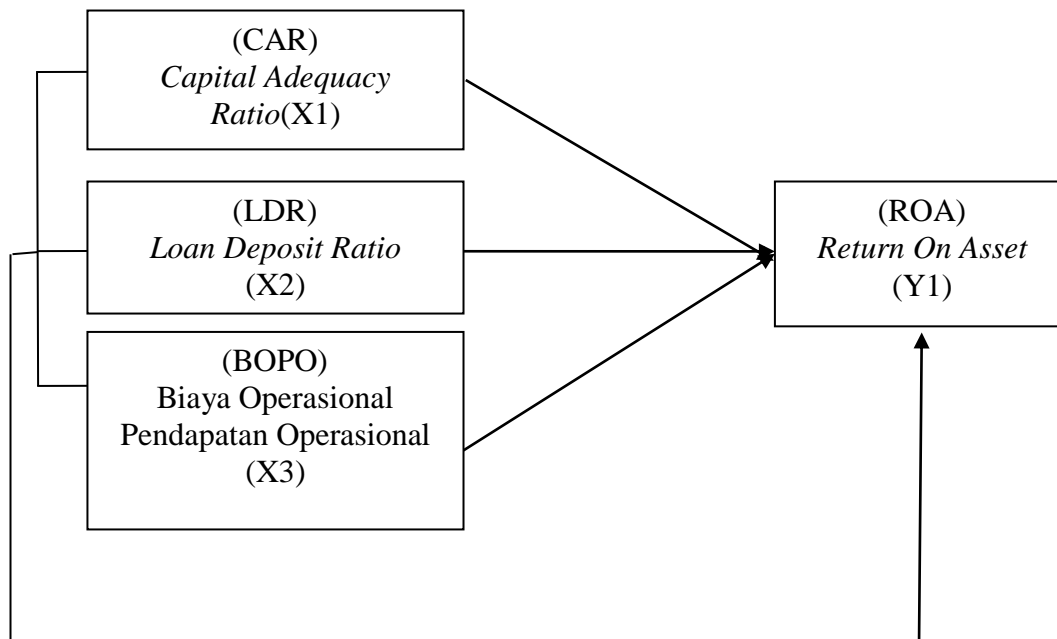 (CAR)
Capital Adequacy
Ratio(X1)
(LDR)
Loan Deposit Ratio
(X2)
(BOPO)
Biaya Operasional
Pendapatan Operasional
(X3)
(ROA)
Return On Asset
(Y1)